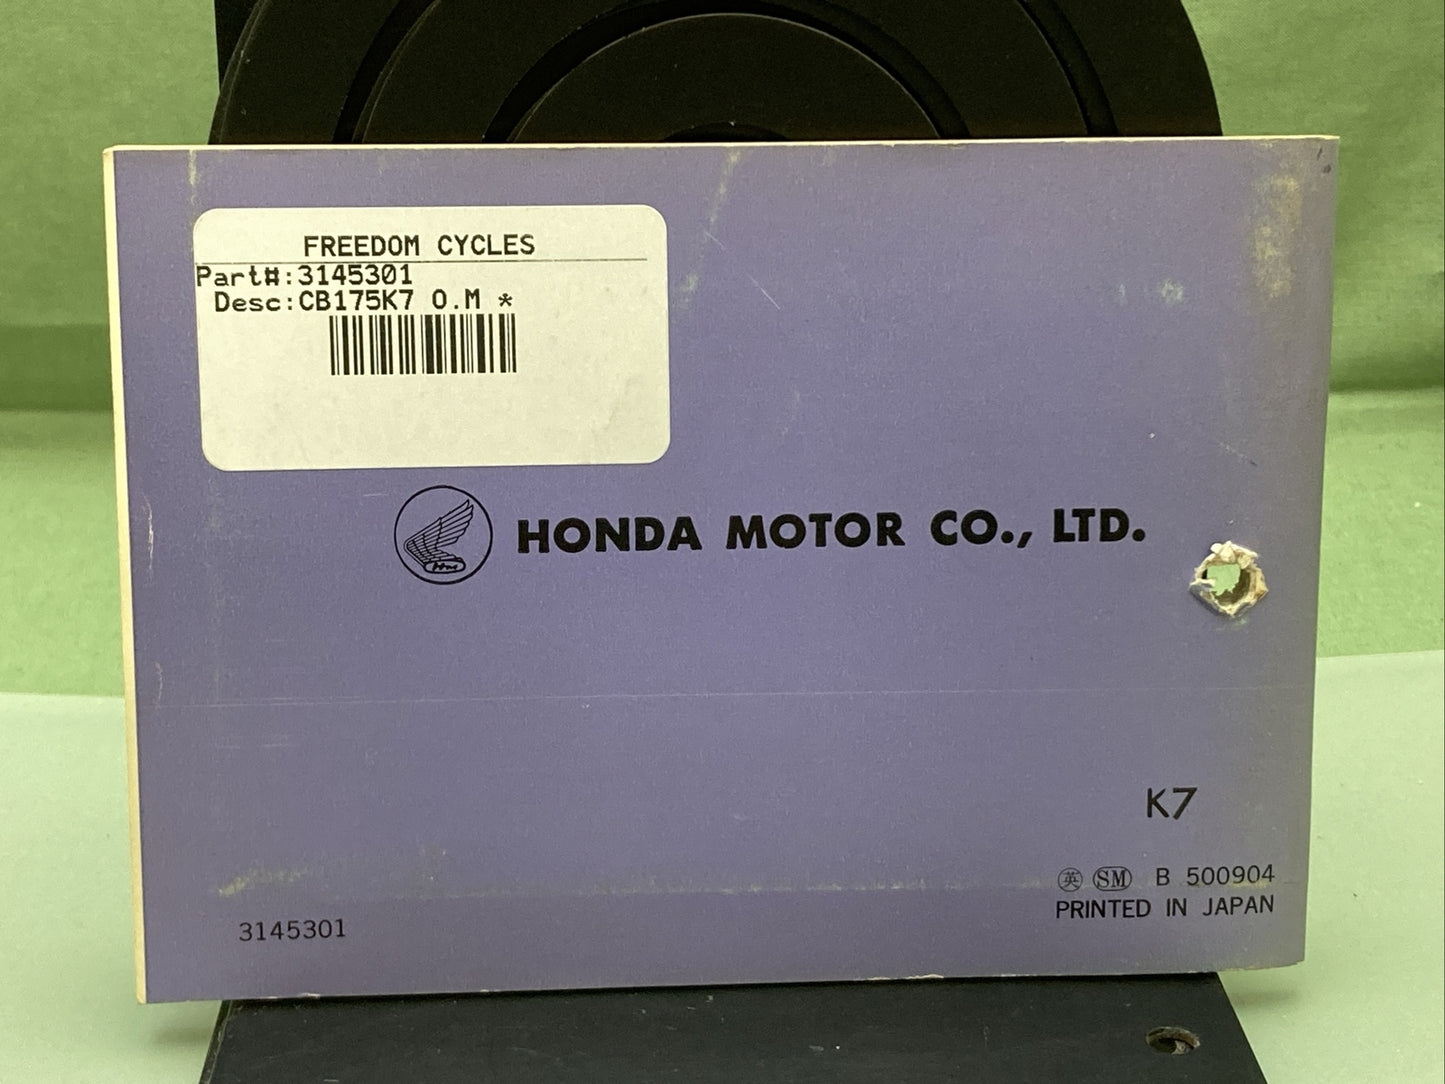 FREEDOM CYCLES
Part#:3145301
Desc:CB175K7 O.M *
HONDA MOTOR CO., LTD.
K7
英 SM B 500904
PRINTED IN JAPAN
3145301